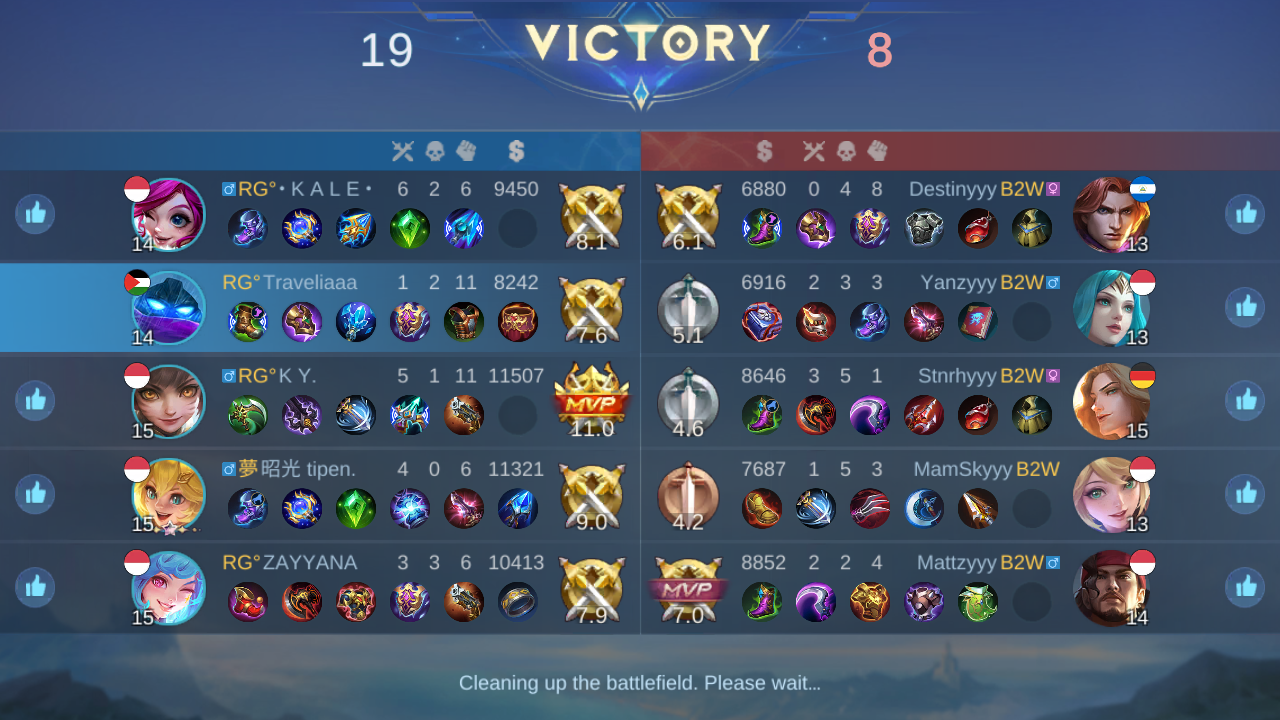 19 VICTORY 8
RG°•KALE• 6 2 6 9450
14 8.1
6880 0 4 8 Destinyyy B2W
6.1 13
RG°Traveliaaa 1 2 11 8242
14 7.6
6916 2 3 3 Yanzyyy B2W
5.1 13
RG°K Y. 5 1 11 11507
MVP
15 11.0
8646 3 5 1 Stnrhyyy B2W
4.6 15
夢昭光 tipen. 4 0 6 11321
15 9.0
7687 1 5 3 MamSkyyy B2W
4.2 13
RG°ZAYYANA 3 3 6 10413
15 7.9
8852 2 2 4 Mattzyyy B2W
MVP
7.0 14
Cleaning up the battlefield. Please wait...